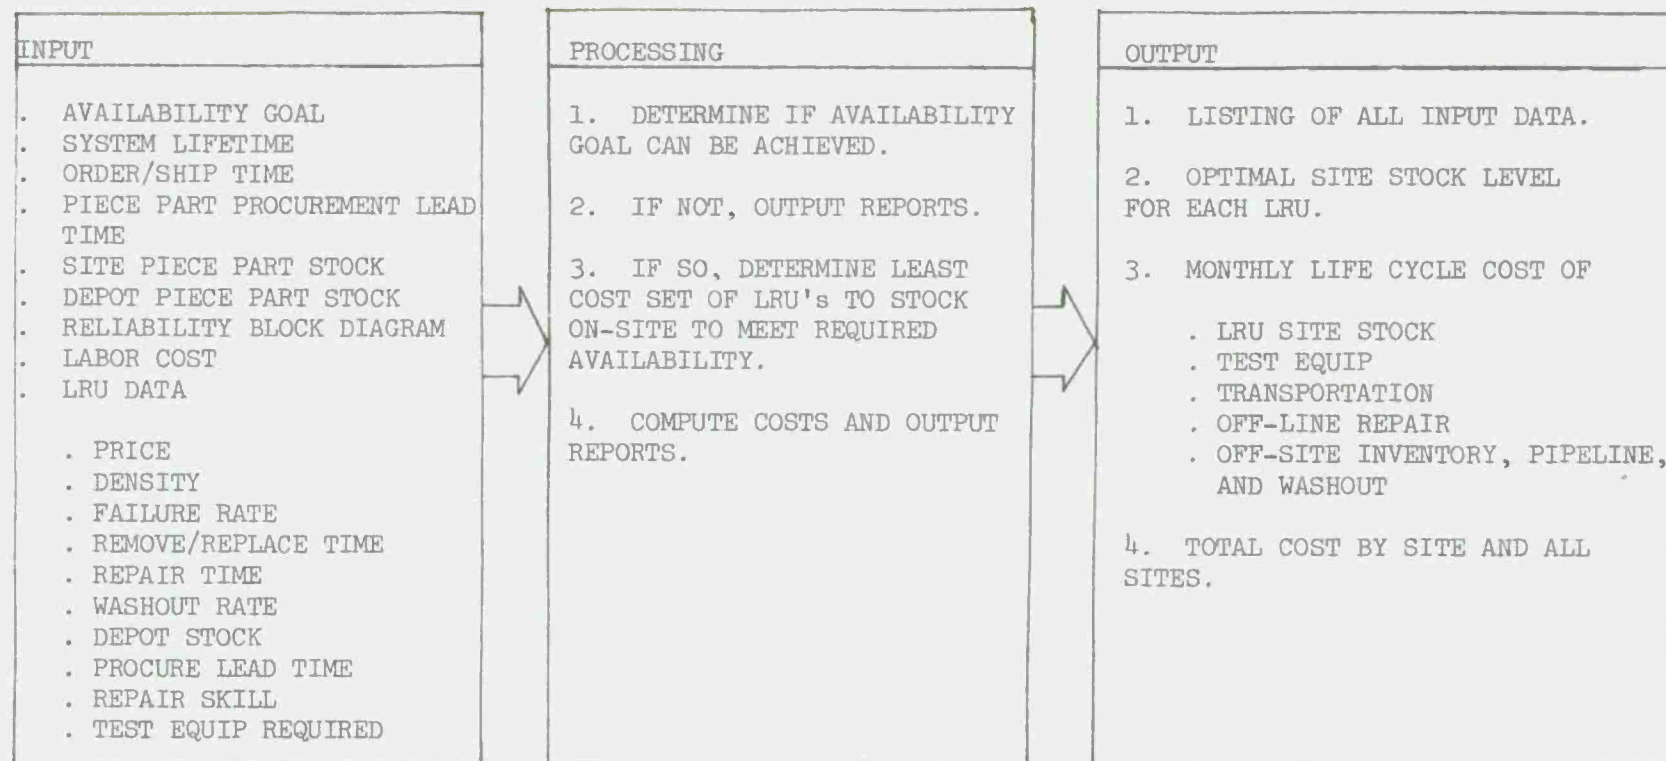 INPUT
. AVAILABILITY GOAL
. SYSTEM LIFETIME
. ORDER/SHIP TIME
. PIECE PART PROCUREMENT LEAD
TIME
. SITE PIECE PART STOCK
. DEPOT PIECE PART STOCK
. RELIABILITY BLOCK DIAGRAM
. LABOR COST
. LRU DATA
. PRICE
. DENSITY
. FAILURE RATE
. REMOVE/REPLACE TIME
. REPAIR TIME
. WASHOUT RATE
. DEPOT STOCK
. PROCURE LEAD TIME
. REPAIR SKILL
. TEST EQUIP REQUIRED
PROCESSING
1. DETERMINE IF AVAILABILITY
GOAL CAN BE ACHIEVED.
2. IF NOT, OUTPUT REPORTS.
3. IF SO, DETERMINE LEAST
COST SET OF LRU's TO STOCK
ON-SITE TO MEET REQUIRED
AVAILABILITY.
4. COMPUTE COSTS AND OUTPUT
REPORTS.
OUTPUT
1. LISTING OF ALL INPUT DATA.
2. OPTIMAL SITE STOCK LEVEL
FOR EACH LRU.
3. MONTHLY LIFE CYCLE COST OF
. LRU SITE STOCK
. TEST EQUIP
. TRANSPORTATION
. OFF-LINE REPAIR
. OFF-SITE INVENTORY, PIPELINE,
AND WASHOUT
4. TOTAL COST BY SITE AND ALL
SITES.